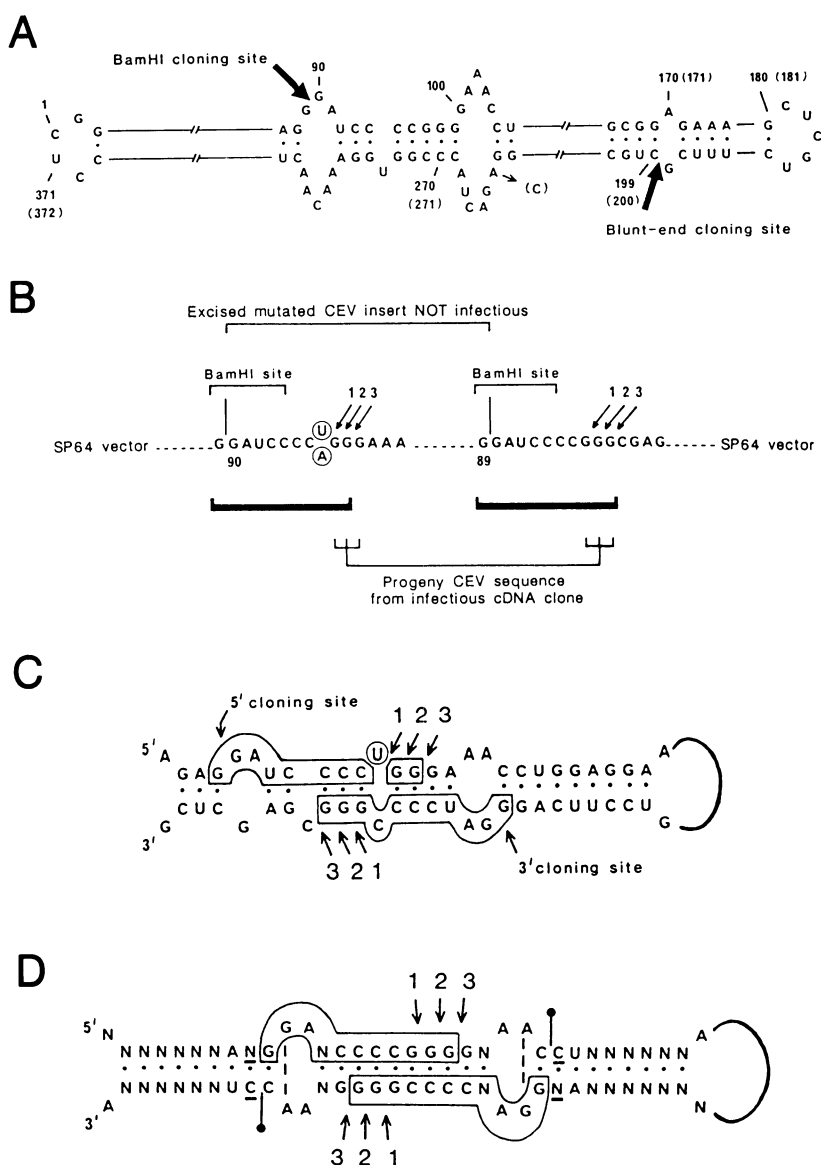 A
BamHI cloning site
90
100
170 (171)
180 (181)
1
C G G
A G G G A U C C C C G G G G A A C C U
G C G G A G A A A G C U C
U C C
U C A A C A A G G U G C C C A U C A G A G G
C G U C G C U U U C U G
371
(372)
270
(271)
(C)
199
(200)
Blunt-end cloning site
B
Excised mutated CEV insert NOT infectious
BamHI site
BamHI site
1 2 3
1 2 3
SP64 vector
G G A U C C C C U A G G G A A A
G G A U C C C C G G G C G A G
SP64 vector
90
89
Progeny CEV sequence
from infectious cDNA clone
C
5' cloning site
1 2 3
5'
A G A G G A U C C C C U G G G A A A C C U G G A G G A A
G C U C G A G C G G G C C C C U A G G G A C U U C C U G
3'
3 2 1
3' cloning site
D
1 2 3
5'
N N N N N N A N G G A N C C C C G G G G N A A C C U N N N N N N A
A N N N N N N U C C A A N G G G G C C C C N A G G N A N N N N N N N
3'
3 2 1